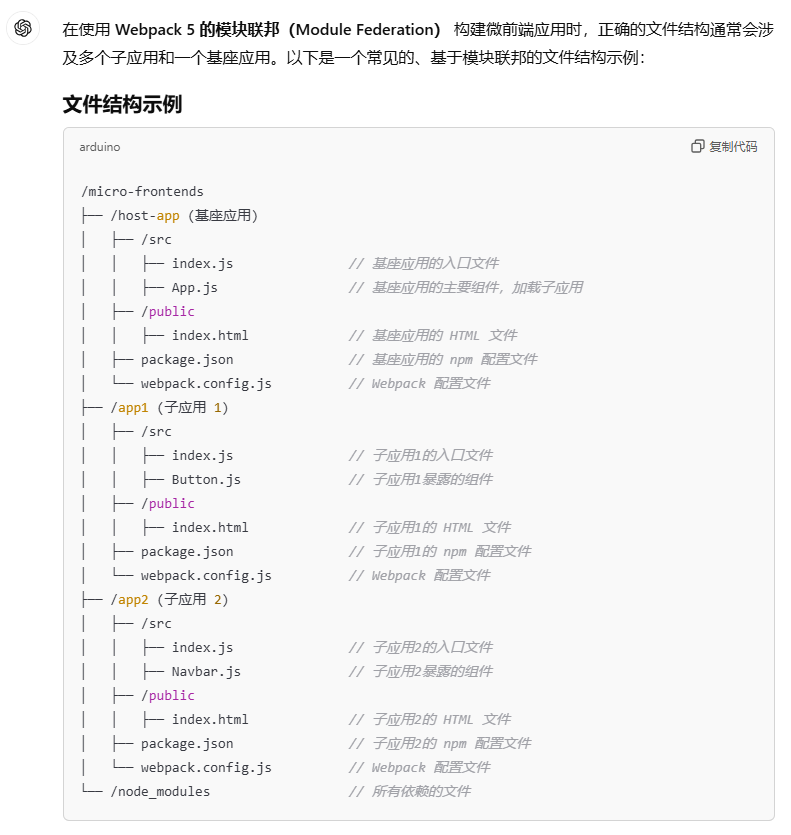 在使用 Webpack 5 的模块联邦（Module Federation） 构建微前端应用时，正确的文件结构通常会涉
及多个子应用和一个基座应用。以下是一个常见的、基于模块联邦的文件结构示例：
文件结构示例
arduino 复制代码
/micro-frontends
├── /host-app (基座应用)
│   ├── /src
│   │   ├── index.js               // 基座应用的入口文件
│   │   ├── App.js                 // 基座应用的主要组件，加载子应用
│   ├── /public
│   │   ├── index.html             // 基座应用的 HTML 文件
│   ├── package.json               // 基座应用的 npm 配置文件
│   └── webpack.config.js          // Webpack 配置文件
├── /app1 (子应用 1)
│   ├── /src
│   │   ├── index.js               // 子应用1的入口文件
│   │   ├── Button.js              // 子应用1暴露的组件
│   ├── /public
│   │   ├── index.html             // 子应用1的 HTML 文件
│   ├── package.json               // 子应用1的 npm 配置文件
│   └── webpack.config.js          // Webpack 配置文件
├── /app2 (子应用 2)
│   ├── /src
│   │   ├── index.js               // 子应用2的入口文件
│   │   ├── Navbar.js              // 子应用2暴露的组件
│   ├── /public
│   │   ├── index.html             // 子应用2的 HTML 文件
│   ├── package.json               // 子应用2的 npm 配置文件
│   └── webpack.config.js          // Webpack 配置文件
└── /node_modules                  // 所有依赖的文件